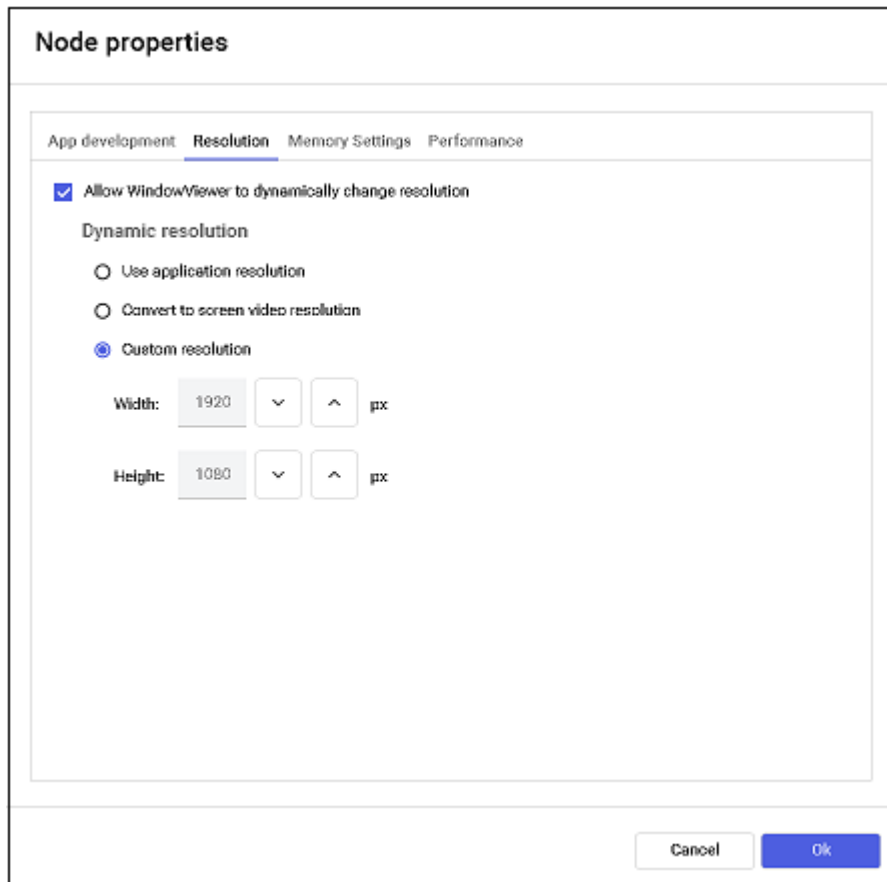 Node properties
App development Resolution Memory Settings Performance
Allow WindowViewer to dynamically change resolution
Dynamic resolution
Use application resolution
Convert to screen video resolution
Custom resolution
Width: 1920 px
Height: 1080 px
Cancel Ok